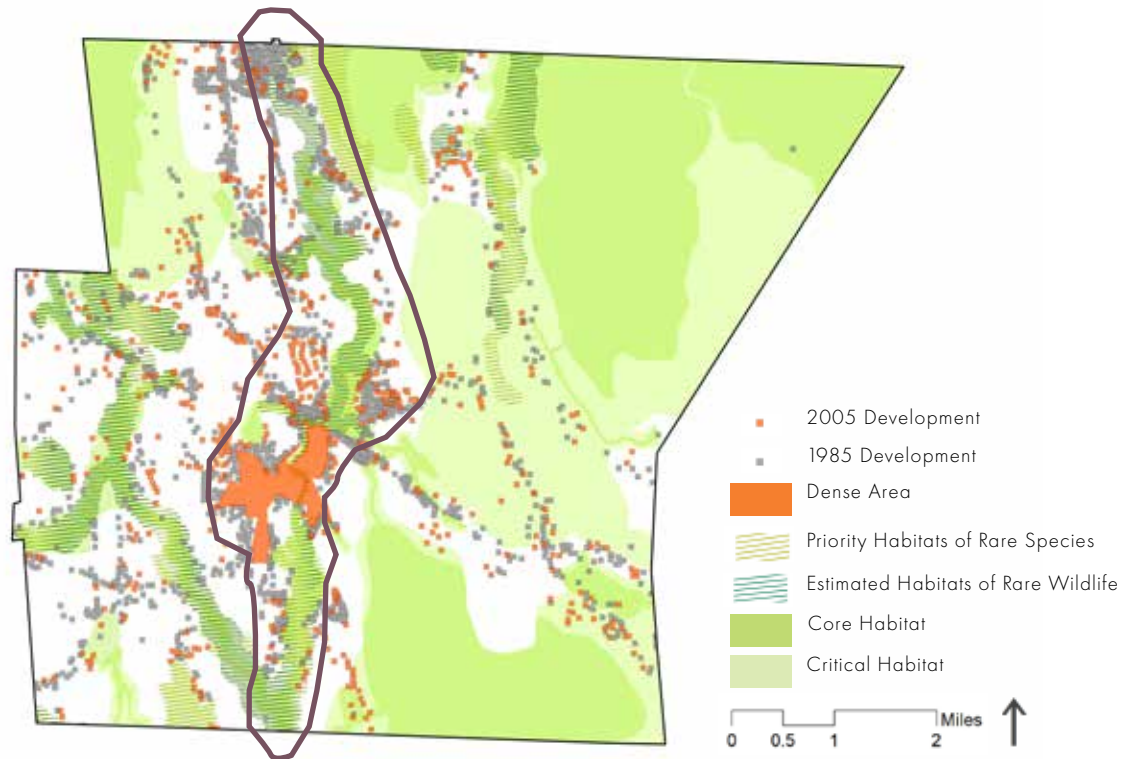 2005 Development
1985 Development
Dense Area
Priority Habitats of Rare Species
Estimated Habitats of Rare Wildlife
Core Habitat
Critical Habitat
Miles
0 0.5 1 2